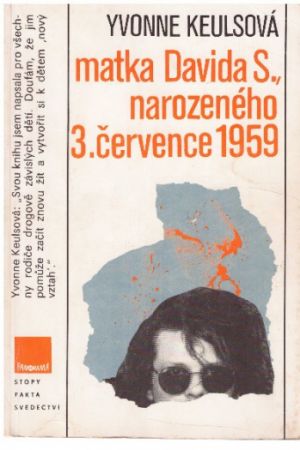 YVONNE KEULSOVÁ
matka Davida S.,
narozeného
3.července 1959
Yvonne Keulsová: „Svou knihu jsem napsala pro všech-
ny rodiče drogově závislých dětí. Doufám, že jim
pomůže začít znovu žít a vytvořit si k dětem ‚nový
vztah‘.“
PANORAMA
STOPY
FAKTA
SVĚDECTVÍ